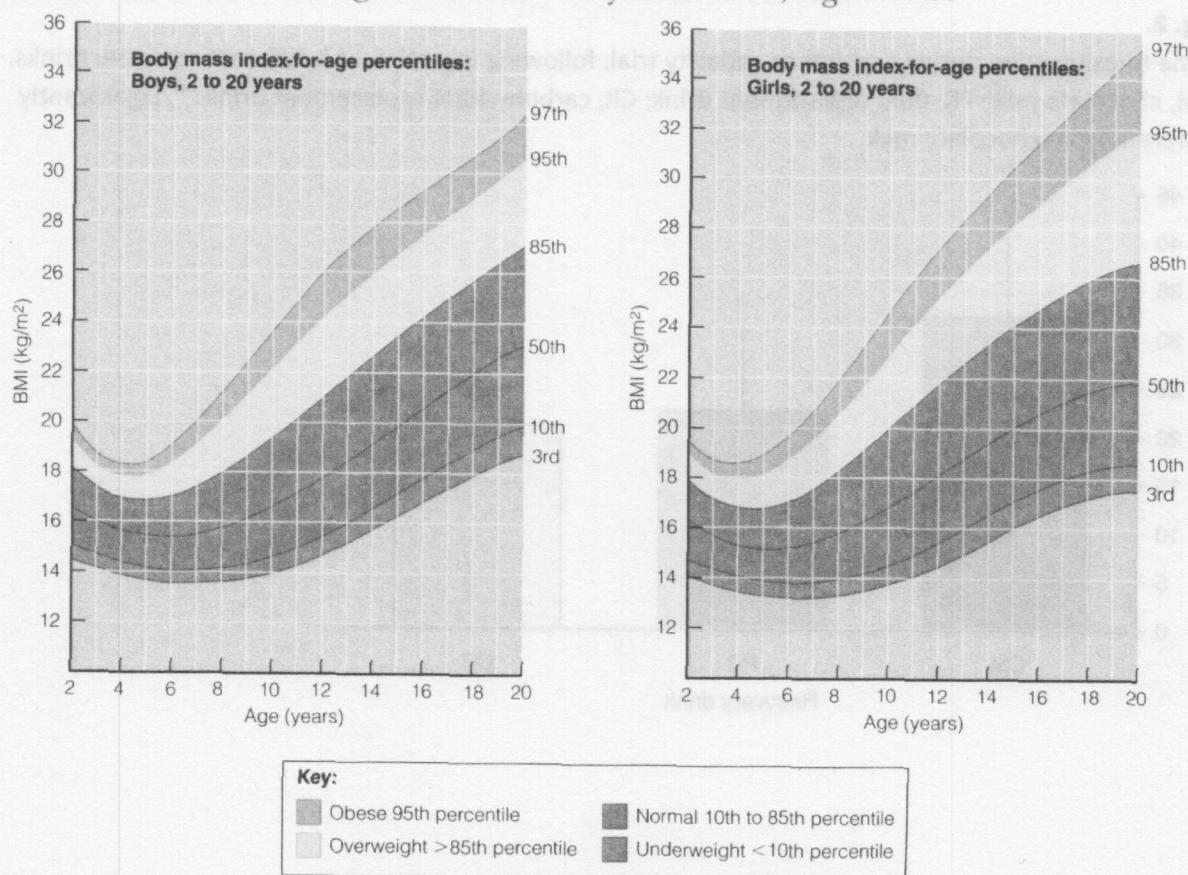 Body mass index-for-age percentiles:
Boys, 2 to 20 years
36
34
32
30
28
26
24
22
20
18
16
14
12
BMI (kg/m²)
97th
95th
85th
50th
10th
3rd
2 4 6 8 10 12 14 16 18 20
Age (years)
Body mass index-for-age percentiles:
Girls, 2 to 20 years
36
34
32
30
28
26
24
22
20
18
16
14
12
BMI (kg/m²)
97th
95th
85th
50th
10th
3rd
2 4 6 8 10 12 14 16 18 20
Age (years)
Key:
Obese 95th percentile
Overweight >85th percentile
Normal 10th to 85th percentile
Underweight <10th percentile